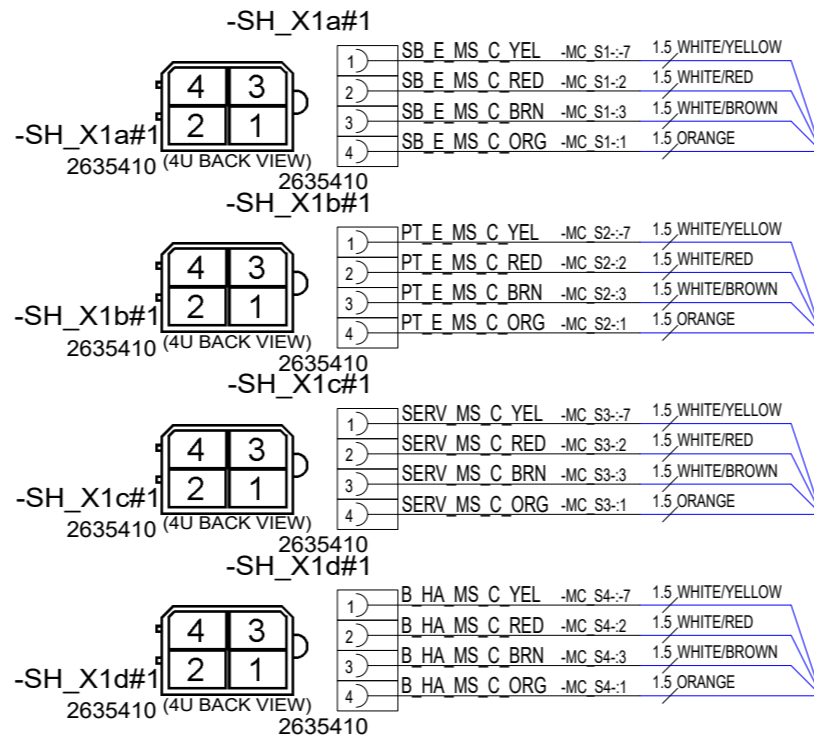 -SH_X1a#1
1 SB_E_MS_C_YEL -MC_S1-:-7 1.5 WHITE/YELLOW
4 3 2 SB_E_MS_C_RED -MC_S1-:2 1.5 WHITE/RED
2 1 3 SB_E_MS_C_BRN -MC_S1-:3 1.5 WHITE/BROWN
-SH_X1a#1 4 SB_E_MS_C_ORG -MC_S1-:1 1.5 ORANGE
2635410 (4U BACK VIEW) 2635410
-SH_X1b#1
1 PT_E_MS_C_YEL -MC_S2-:-7 1.5 WHITE/YELLOW
4 3 2 PT_E_MS_C_RED -MC_S2-:2 1.5 WHITE/RED
2 1 3 PT_E_MS_C_BRN -MC_S2-:3 1.5 WHITE/BROWN
-SH_X1b#1 4 PT_E_MS_C_ORG -MC_S2-:1 1.5 ORANGE
2635410 (4U BACK VIEW) 2635410
-SH_X1c#1
1 SERV_MS_C_YEL -MC_S3-:-7 1.5 WHITE/YELLOW
4 3 2 SERV_MS_C_RED -MC_S3-:2 1.5 WHITE/RED
2 1 3 SERV_MS_C_BRN -MC_S3-:3 1.5 WHITE/BROWN
-SH_X1c#1 4 SERV_MS_C_ORG -MC_S3-:1 1.5 ORANGE
2635410 (4U BACK VIEW) 2635410
-SH_X1d#1
1 B_HA_MS_C_YEL -MC_S4-:-7 1.5 WHITE/YELLOW
4 3 2 B_HA_MS_C_RED -MC_S4-:2 1.5 WHITE/RED
2 1 3 B_HA_MS_C_BRN -MC_S4-:3 1.5 WHITE/BROWN
-SH_X1d#1 4 B_HA_MS_C_ORG -MC_S4-:1 1.5 ORANGE
2635410 (4U BACK VIEW) 2635410